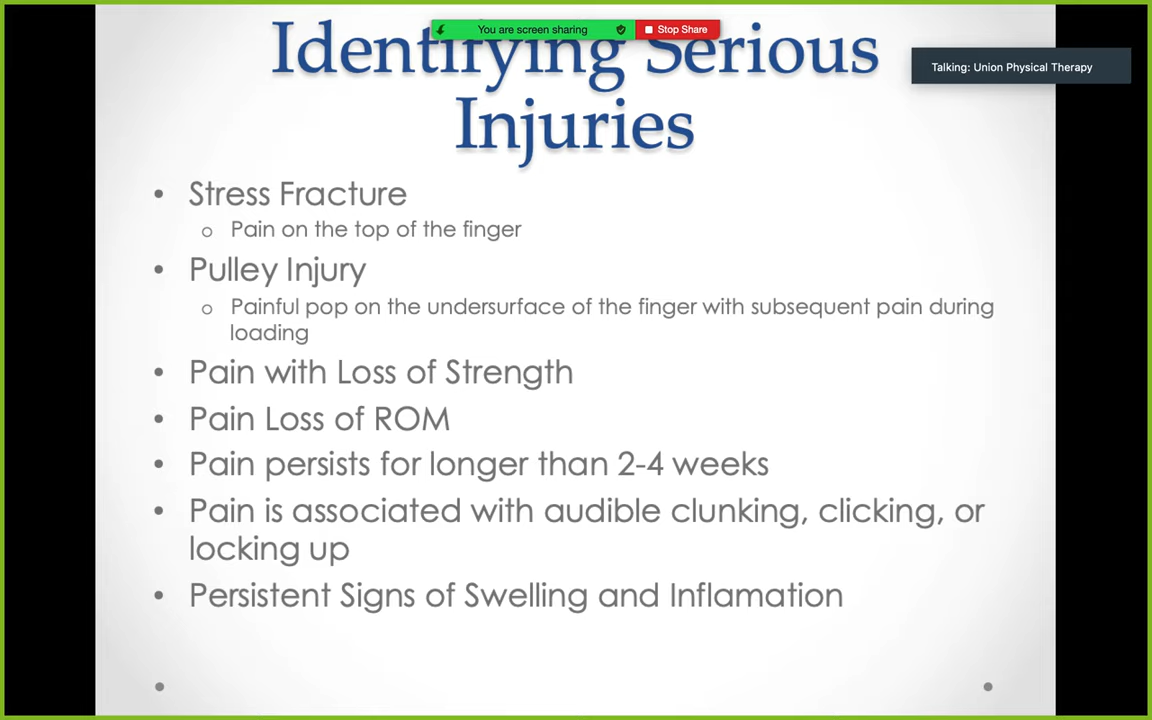 You are screen sharing
Stop Share
Identifying Serious
Talking: Union Physical Therapy
Injuries
• Stress Fracture
o Pain on the top of the finger
• Pulley Injury
o Painful pop on the undersurface of the finger with subsequent pain during
loading
• Pain with Loss of Strength
• Pain Loss of ROM
• Pain persists for longer than 2-4 weeks
• Pain is associated with audible clunking, clicking, or
locking up
• Persistent Signs of Swelling and Inflamation